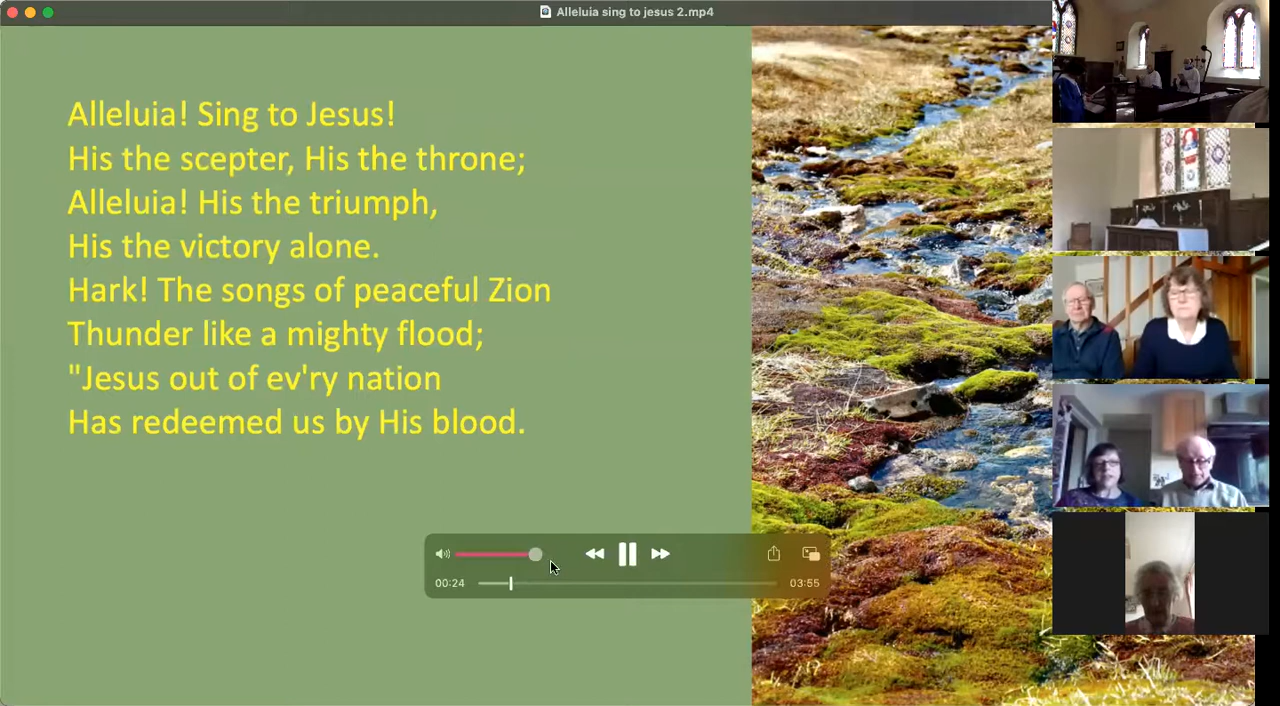 Alleluia sing to jesus 2.mp4
Alleluia! Sing to Jesus!
His the scepter, His the throne;
Alleluia! His the triumph,
His the victory alone.
Hark! The songs of peaceful Zion
Thunder like a mighty flood;
"Jesus out of ev'ry nation
Has redeemed us by His blood.
00:24
03:55